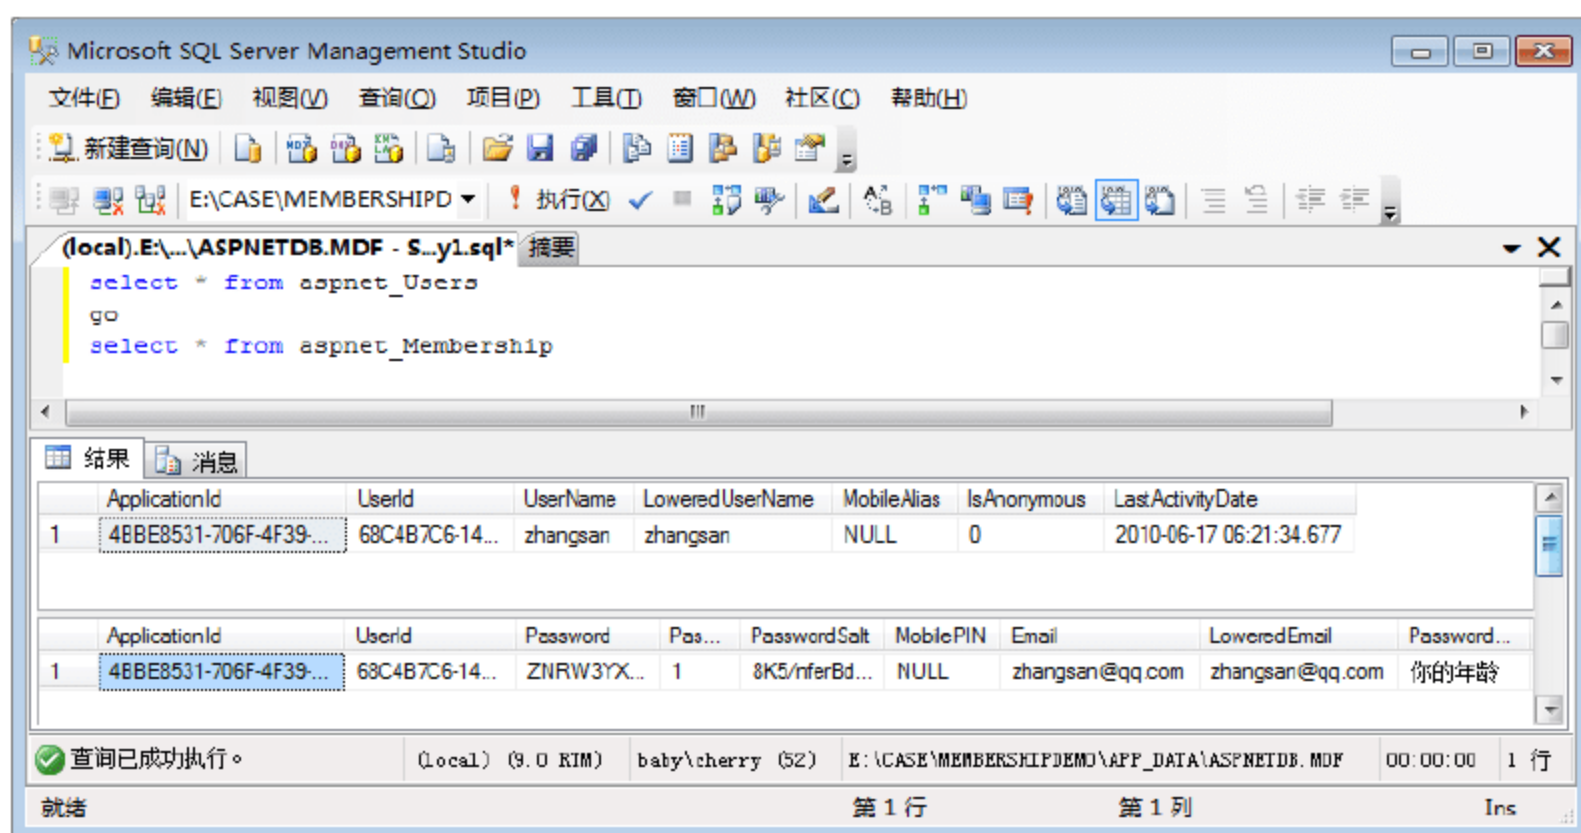 Microsoft SQL Server Management Studio
文件(F) 编辑(E) 视图(V) 查询(Q) 项目(P) 工具(T) 窗口(W) 社区(C) 帮助(H)
新建查询(N)
E:\CASE\MEMBERSHIPD 执行(X)
(local).E:\...\ASPNETDB.MDF - S...y1.sql* 摘要
select * from aspnet_Users
go
select * from aspnet_Membership
结果 消息
ApplicationId UserId UserName LoweredUserName MobileAlias IsAnonymous LastActivityDate
1 4BBE8531-706F-4F39-... 68C4B7C6-14... zhangsan zhangsan NULL 0 2010-06-17 06:21:34.677
ApplicationId UserId Password Pas... PasswordSalt MobilePIN Email LoweredEmail Password...
1 4BBE8531-706F-4F39-... 68C4B7C6-14... ZNRW3YX... 1 8K5/nferBd... NULL zhangsan@qq.com zhangsan@qq.com 你的年龄
查询已成功执行。 (local) (9.0 RTM) baby\cherry (52) E:\CASE\MEMBERSHIPDEMO\APP_DATA\ASPNETDB.MDF 00:00:00 1 行
就绪 第 1 行 第 1 列 Ins